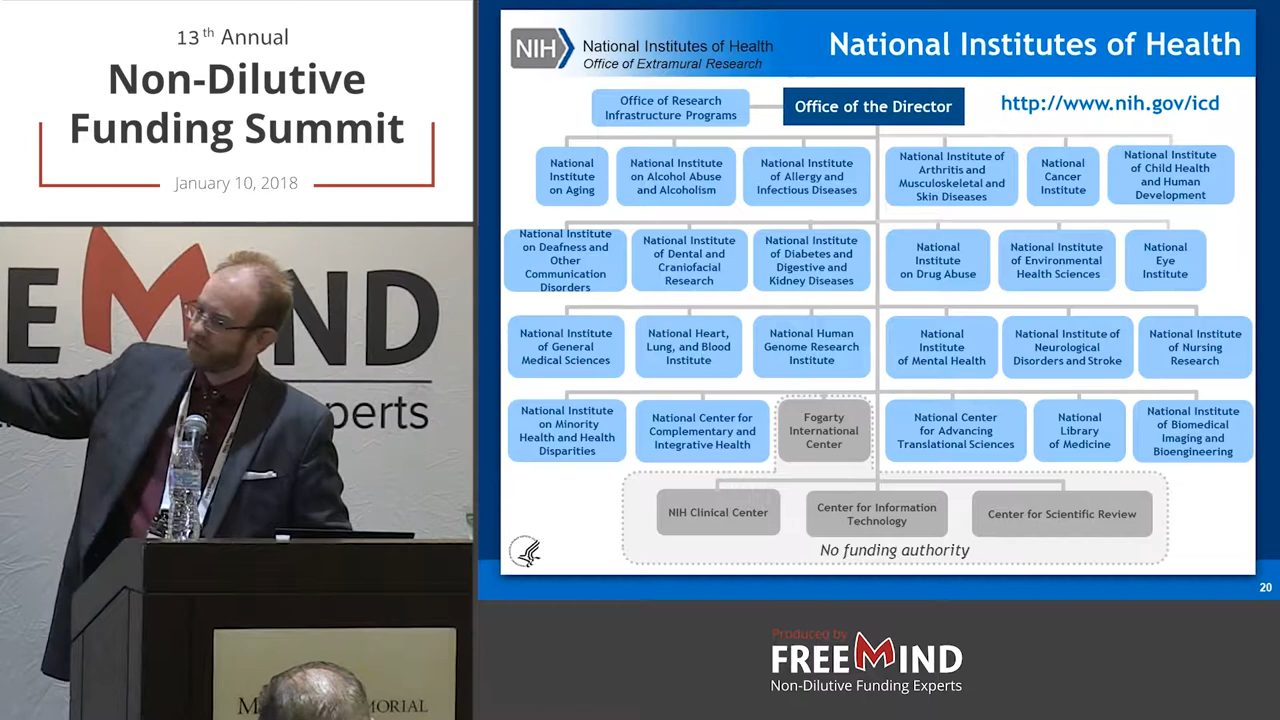 13th Annual
Non-Dilutive
Funding Summit
January 10, 2018
NIH
National Institutes of Health
Office of Extramural Research
National Institutes of Health
Office of Research
Infrastructure Programs
Office of the Director
http://www.nih.gov/icd
National
Institute
on Aging
National Institute
on Alcohol Abuse
and Alcoholism
National Institute
of Allergy and
Infectious Diseases
National Institute of
Arthritis and
Musculoskeletal and
Skin Diseases
National
Cancer
Institute
National Institute
of Child Health
and Human
Development
National Institute
on Deafness and
Other
Communication
Disorders
National Institute
of Dental and
Craniofacial
Research
National Institute
of Diabetes and
Digestive and
Kidney Diseases
National
Institute
on Drug Abuse
National Institute
of Environmental
Health Sciences
National
Eye
Institute
National Institute
of General
Medical Sciences
National Heart,
Lung, and Blood
Institute
National Human
Genome Research
Institute
National
Institute
of Mental Health
National Institute of
Neurological
Disorders and Stroke
National Institute
of Nursing
Research
National Institute
on Minority
Health and Health
Disparities
National Center for
Complementary and
Integrative Health
Fogarty
International
Center
National Center
for Advancing
Translational Sciences
National
Library
of Medicine
National Institute
of Biomedical
Imaging and
Bioengineering
NIH Clinical Center
Center for Information
Technology
Center for Scientific Review
No funding authority
20
E MIND
perts
M MORIAL
Produced by
FREEMIND
Non-Dilutive Funding Experts